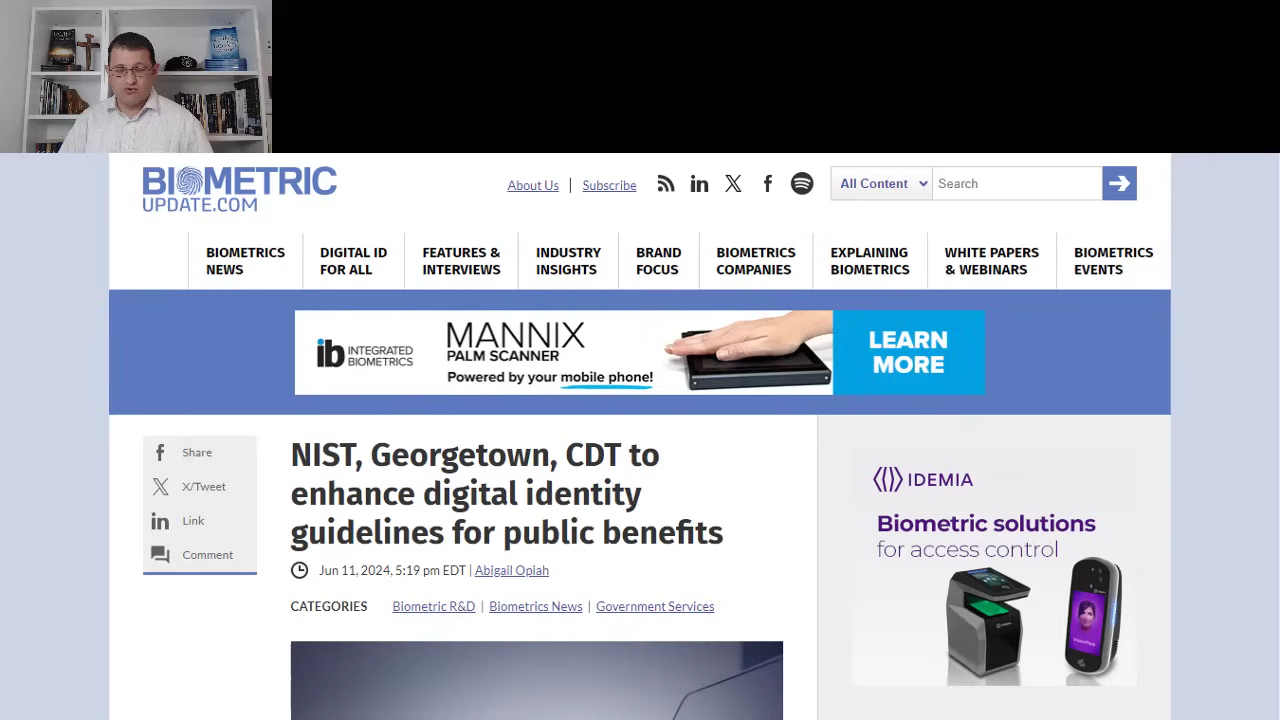 BIOMETRIC
UPDATE.COM
About Us | Subscribe
All Content
Search
BIOMETRICS NEWS
DIGITAL ID FOR ALL
FEATURES & INTERVIEWS
INDUSTRY INSIGHTS
BRAND FOCUS
BIOMETRICS COMPANIES
EXPLAINING BIOMETRICS
WHITE PAPERS & WEBINARS
BIOMETRICS EVENTS
ib INTEGRATED BIOMETRICS
MANNIX
PALM SCANNER
Powered by your mobile phone!
LEARN
MORE
Share
X/Tweet
Link
Comment
NIST, Georgetown, CDT to
enhance digital identity
guidelines for public benefits
Jun 11, 2024, 5:19 pm EDT | Abigail Opiah
CATEGORIES Biometric R&D | Biometrics News | Government Services
IDEMIA
Biometric solutions
for access control